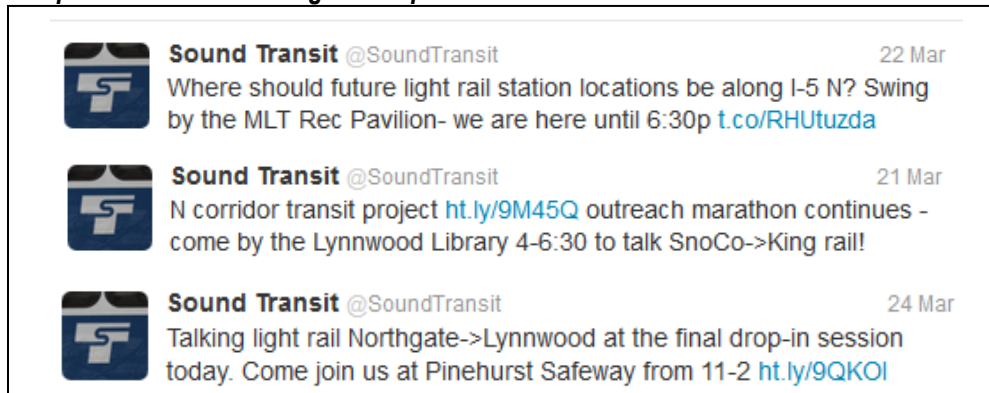 Sound Transit @SoundTransit 22 Mar
Where should future light rail station locations be along I-5 N? Swing
by the MLT Rec Pavilion- we are here until 6:30p t.co/RHUtuzda
Sound Transit @SoundTransit 21 Mar
N corridor transit project ht.ly/9M45Q outreach marathon continues -
come by the Lynnwood Library 4-6:30 to talk SnoCo->King rail!
Sound Transit @SoundTransit 24 Mar
Talking light rail Northgate->Lynnwood at the final drop-in session
today. Come join us at Pinehurst Safeway from 11-2 ht.ly/9QKOl